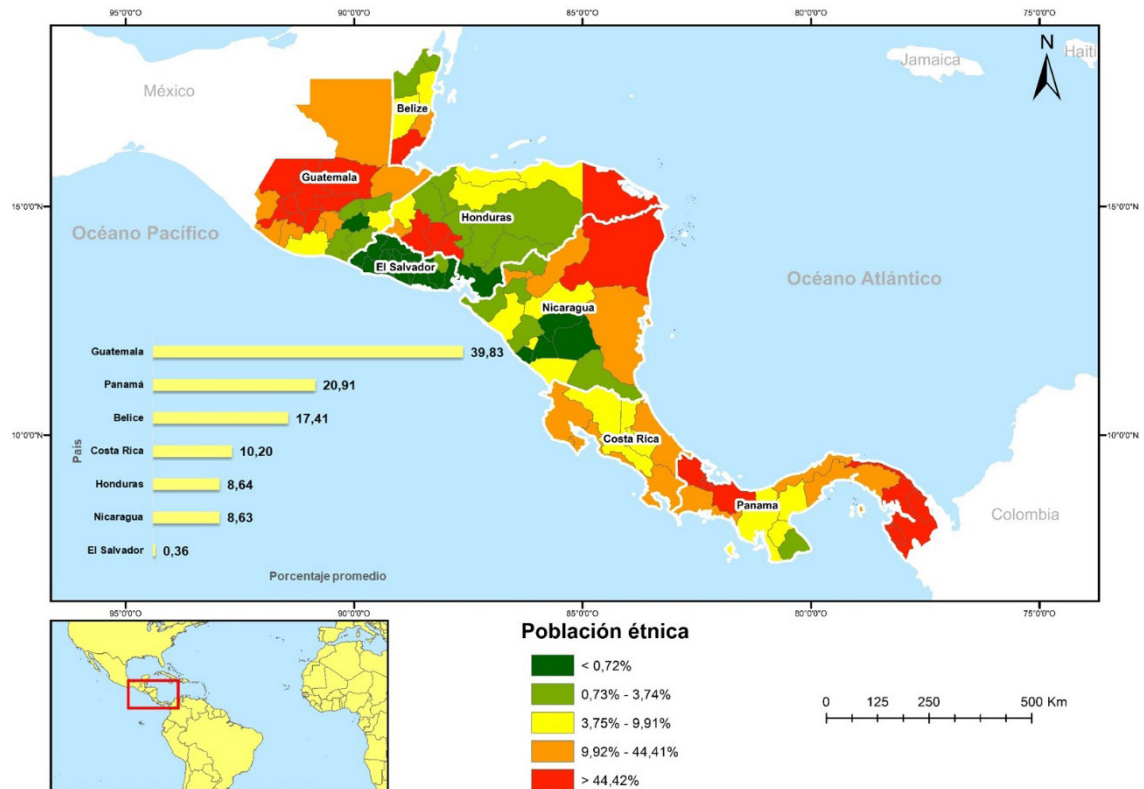 95°0'0"O
90°0'0"O
85°0'0"O
80°0'0"O
75°0'0"O
N
Haití
Jamaica
México
Belize
Guatemala
15°0'0"N
15°0'0"N
Honduras
Océano Pacífico
El Salvador
Océano Atlántico
Nicaragua
Guatemala 39,83
Panamá 20,91
Belice 17,41
Costa Rica 10,20
Honduras 8,64
Nicaragua 8,63
El Salvador 0,36
País
Porcentaje promedio
10°0'0"N
10°0'0"N
Costa Rica
Panama
Colombia
95°0'0"O
90°0'0"O
85°0'0"O
80°0'0"O
75°0'0"O
Población étnica
< 0,72%
0,73% - 3,74%
3,75% - 9,91%
9,92% - 44,41%
> 44,42%
0 125 250 500 Km